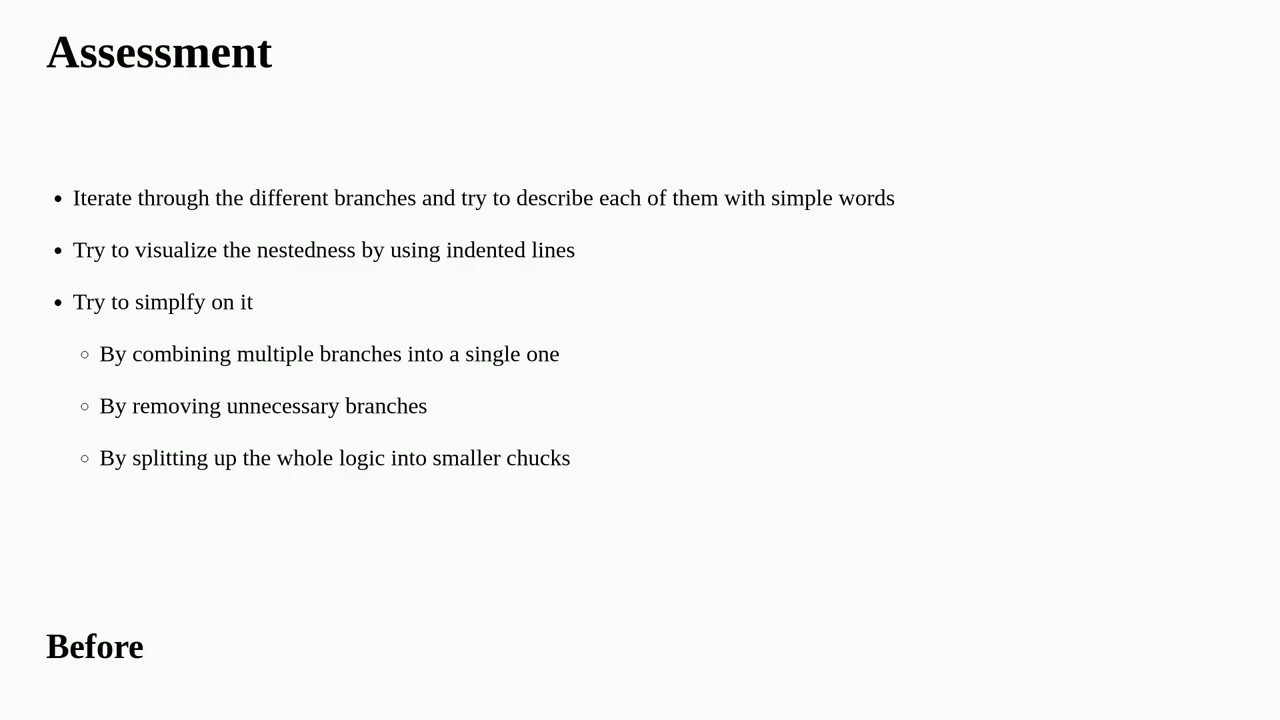 Assessment
• Iterate through the different branches and try to describe each of them with simple words
• Try to visualize the nestedness by using indented lines
• Try to simplfy on it
◦ By combining multiple branches into a single one
◦ By removing unnecessary branches
◦ By splitting up the whole logic into smaller chucks
Before